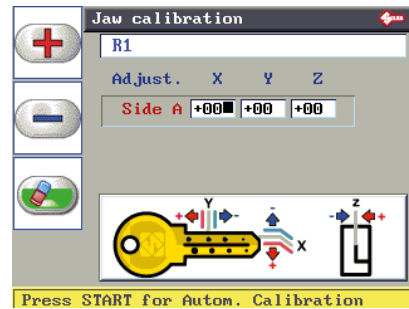 Jaw calibration
R1
Adjust. X Y Z
Side A +00 +00 +00
Y
X
Z
Press START for Autom. Calibration